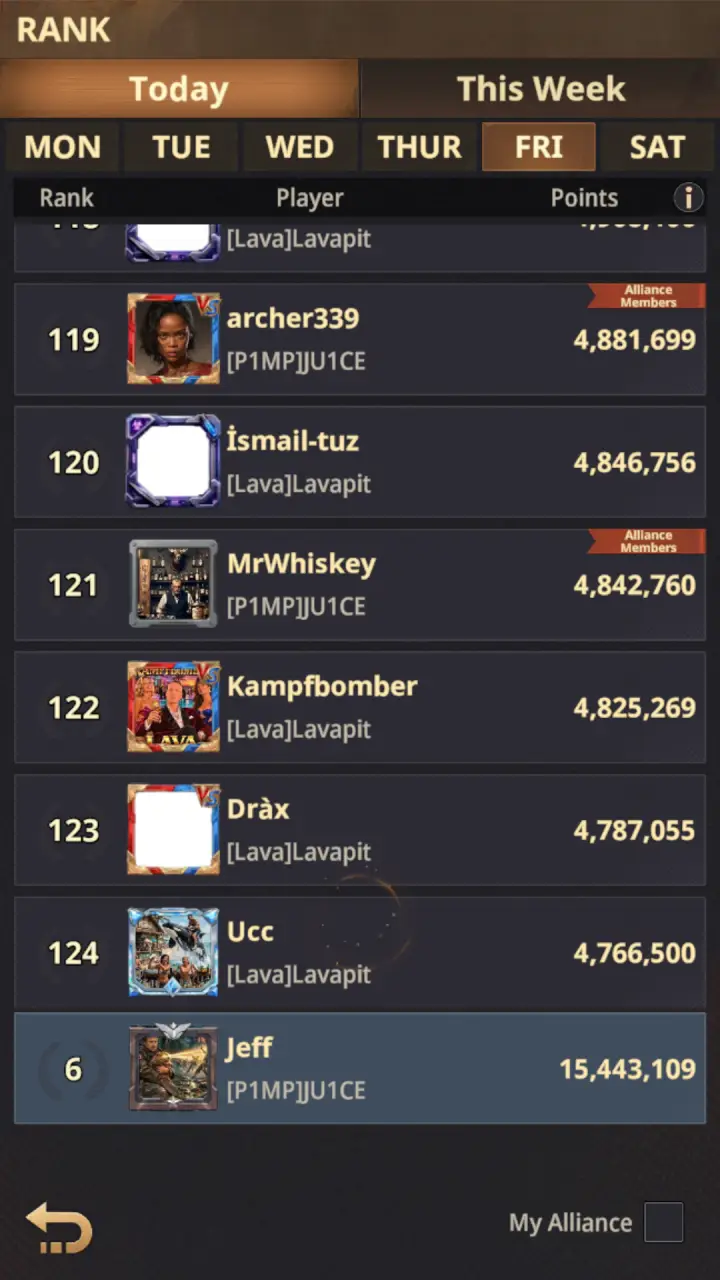 RANK
Today
This Week
MON
TUE
WED
THUR
FRI
SAT
Rank
Player
Points
[Lava]Lavapit
Alliance
Members
119
archer339
4,881,699
[P1MP]JU1CE
120
İsmail-tuz
4,846,756
[Lava]Lavapit
Alliance
Members
121
MrWhiskey
4,842,760
[P1MP]JU1CE
122
Kampfbomber
4,825,269
[Lava]Lavapit
LAVA
123
Dràx
4,787,055
[Lava]Lavapit
124
Ucc
4,766,500
[Lava]Lavapit
6
Jeff
15,443,109
[P1MP]JU1CE
My Alliance